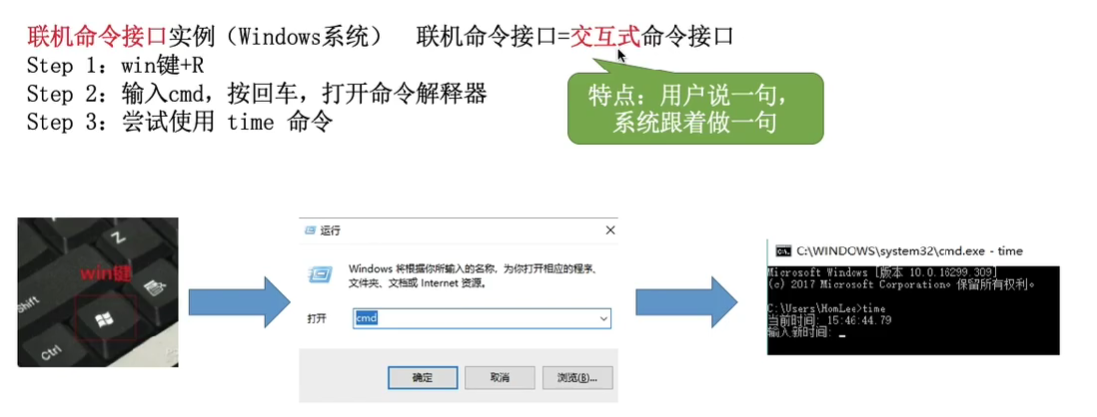 联机命令接口实例（Windows系统） 联机命令接口=交互式命令接口
Step 1：win键+R
Step 2：输入cmd，按回车，打开命令解释器
Step 3：尝试使用 time 命令
特点：用户说一句，
系统跟着做一句
Z
win键
Shift
Ctrl
运行
Windows 将根据你所输入的名称，为你打开相应的程序、
文件夹、文档或 Internet 资源。
打开 cmd
确定 取消 浏览(B)...
C:\WINDOWS\system32\cmd.exe - time
Microsoft Windows [版本 10.0.16299.309]
(c) 2017 Microsoft Corporation。保留所有权利。
C:\Users\HomLee>time
当前时间: 15:46:44.79
输入新时间: _